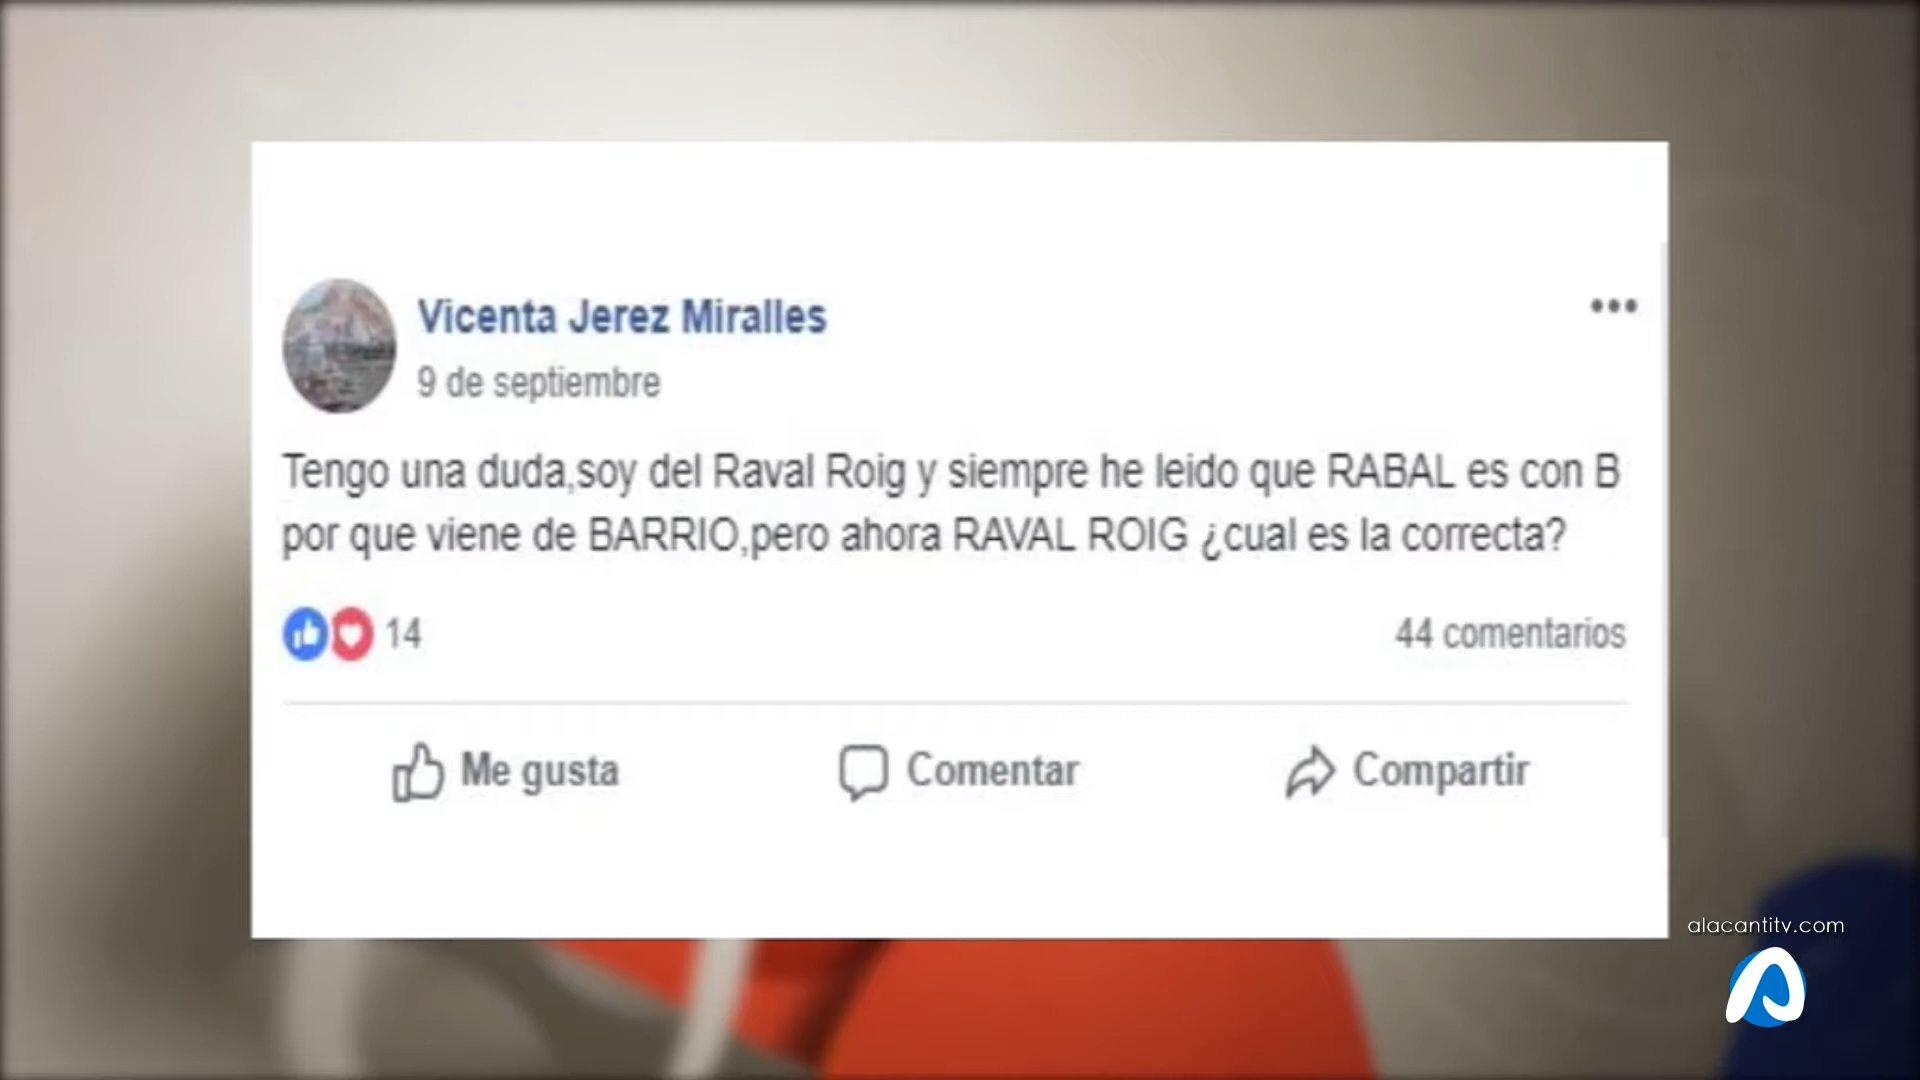 Vicenta Jerez Miralles
9 de septiembre
Tengo una duda,soy del Raval Roig y siempre he leido que RABAL es con B
por que viene de BARRIO,pero ahora RAVAL ROIG ¿cual es la correcta?
14
44 comentarios
Me gusta
Comentar
Compartir
alacantitv.com